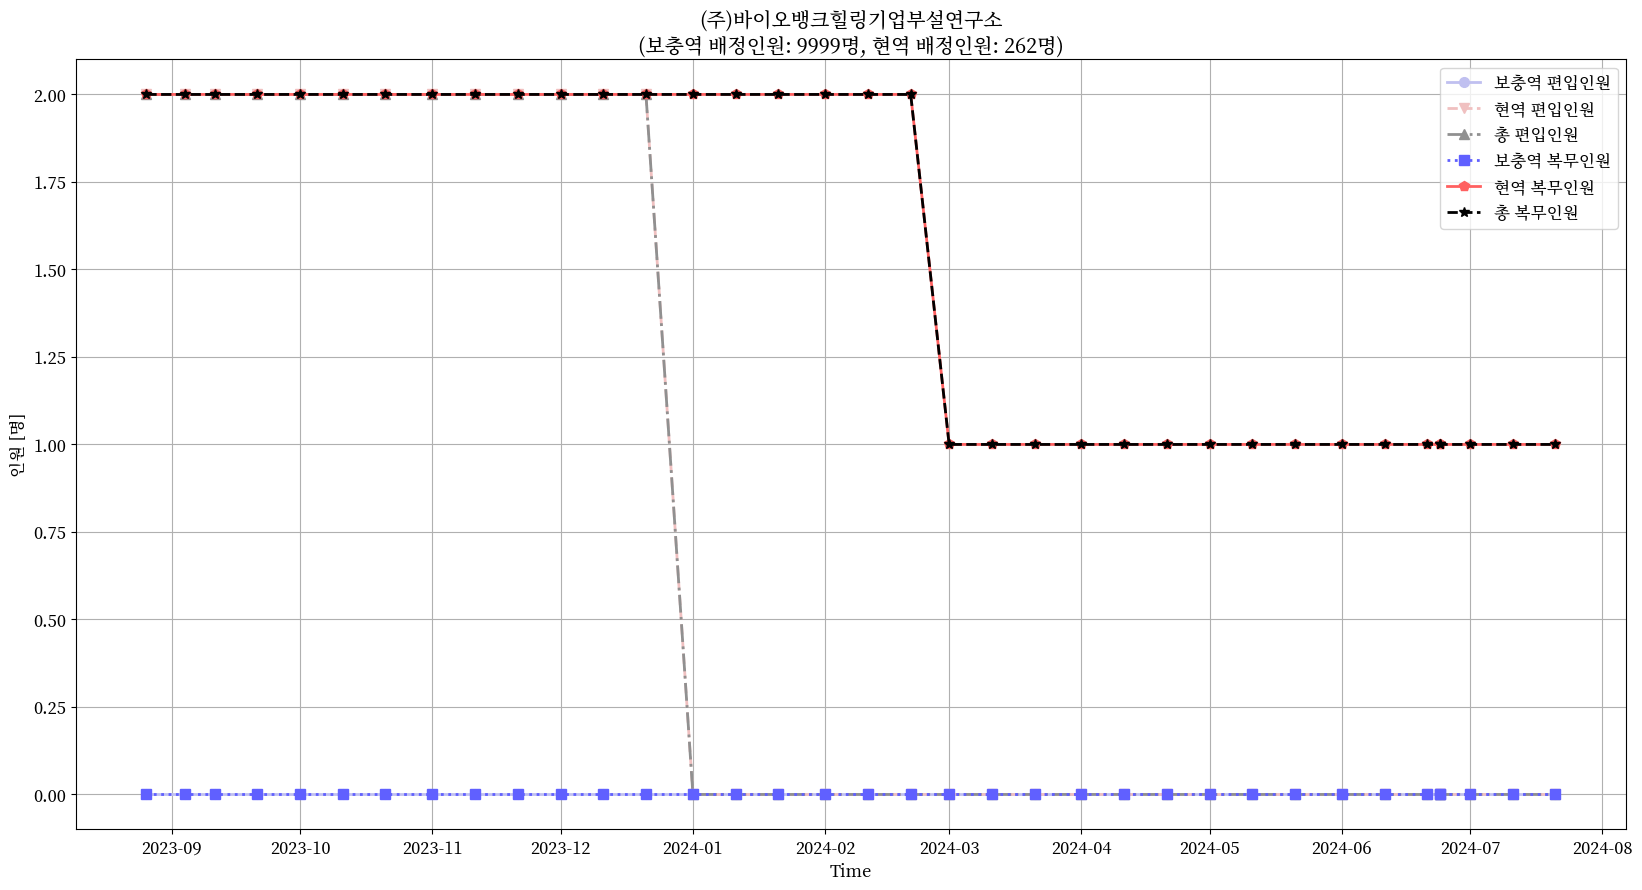 (주)바이오뱅크힐링기업부설연구소
(보충역 배정인원: 9999명, 현역 배정인원: 262명)
보충역 편입인원
현역 편입인원
총 편입인원
보충역 복무인원
현역 복무인원
총 복무인원
인원 [명]
2.00
1.75
1.50
1.25
1.00
0.75
0.50
0.25
0.00
2023-09
2023-10
2023-11
2023-12
2024-01
2024-02
2024-03
2024-04
2024-05
2024-06
2024-07
2024-08
Time